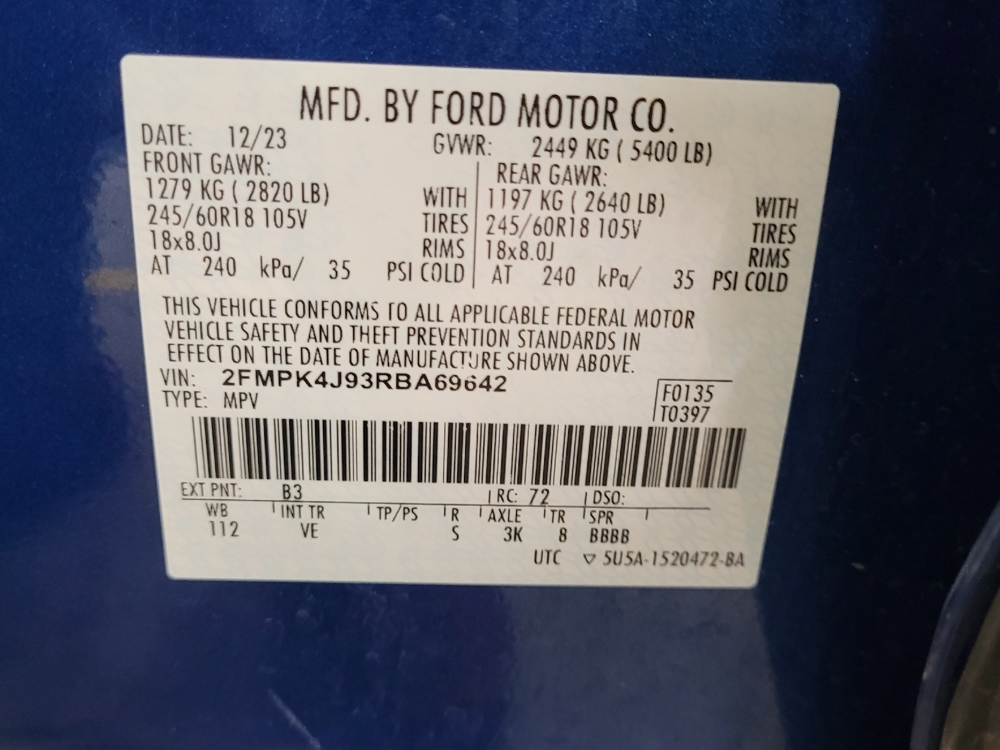 MFD. BY FORD MOTOR CO.
DATE: 12/23 GVWR: 2449 KG ( 5400 LB)
FRONT GAWR: REAR GAWR:
1279 KG ( 2820 LB) WITH 1197 KG ( 2640 LB) WITH
245/60R18 105V TIRES 245/60R18 105V TIRES
18x8.0J RIMS 18x8.0J RIMS
AT 240 kPa/ 35 PSI COLD AT 240 kPa/ 35 PSI COLD
THIS VEHICLE CONFORMS TO ALL APPLICABLE FEDERAL MOTOR
VEHICLE SAFETY AND THEFT PREVENTION STANDARDS IN
EFFECT ON THE DATE OF MANUFACTURE SHOWN ABOVE.
VIN: 2FMPK4J93RBA69642
TYPE: MPV
F0135
T0397
EXT PNT: B3 RC: 72 DSO:
WB INT TR TP/PS R AXLE TR SPR
112 VE S 3K 8 BBBB
UTC ▽ 5U5A-1520472-BA